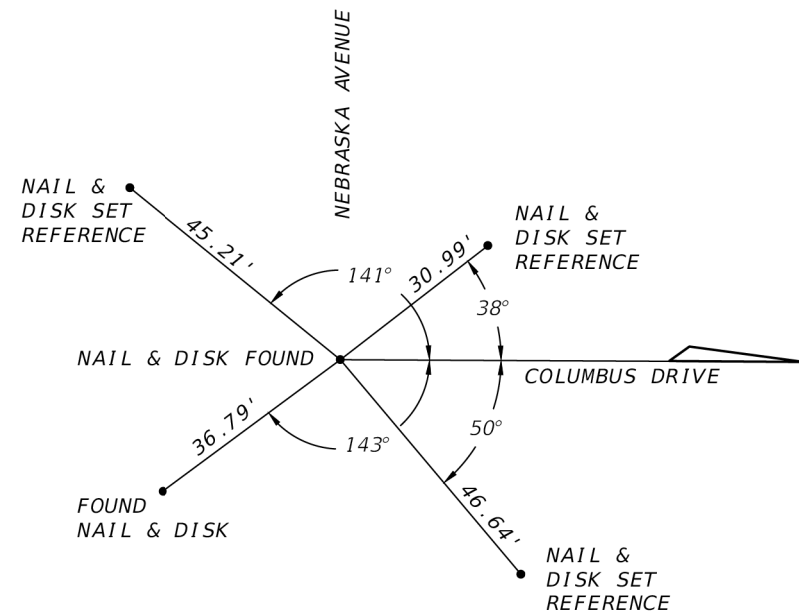 NEBRASKA AVENUE
NAIL &
DISK SET
REFERENCE
45.21'
NAIL &
DISK SET
REFERENCE
30.99'
141°
38°
NAIL & DISK FOUND
COLUMBUS DRIVE
36.79'
143°
50°
FOUND
NAIL & DISK
46.64'
NAIL &
DISK SET
REFERENCE